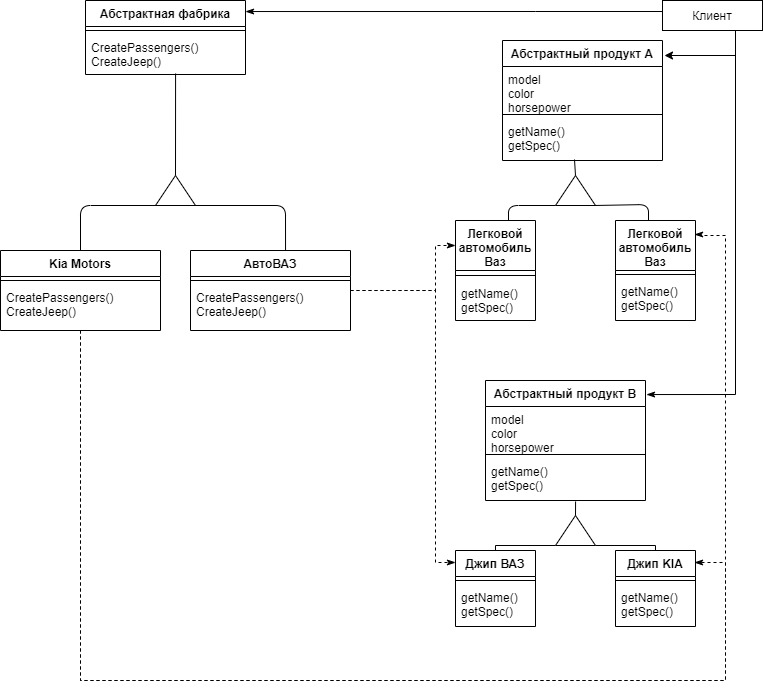 Абстрактная фабрика
CreatePassengers()
CreateJeep()
Клиент
Абстрактный продукт А
model
color
horsepower
getName()
getSpec()
Kia Motors
CreatePassengers()
CreateJeep()
АвтоВАЗ
CreatePassengers()
CreateJeep()
Легковой
автомобиль
Ваз
getName()
getSpec()
Легковой
автомобиль
Ваз
getName()
getSpec()
Абстрактный продукт В
model
color
horsepower
getName()
getSpec()
Джип ВАЗ
getName()
getSpec()
Джип KIA
getName()
getSpec()